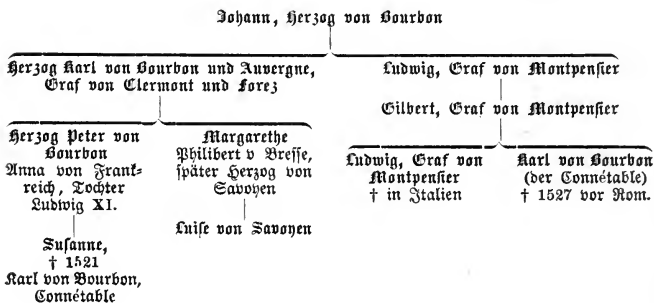 Johann, Herzog von Bourbon
Herzog Karl von Bourbon und Auvergne,
Graf von Clermont und Forez
Ludwig, Graf von Montpensier
Gilbert, Graf von Montpensier
Herzog Peter von
Bourbon
Anna von Frank-
reich, Tochter
Ludwig XI.
Margarethe
Philibert v Bresse,
später Herzog von
Savoyen
Ludwig, Graf von
Montpensier
† in Italien
Karl von Bourbon
(der Connétable)
† 1527 vor Rom.
Luise von Savoyen
Susanne,
† 1521
Karl von Bourbon,
Connétable